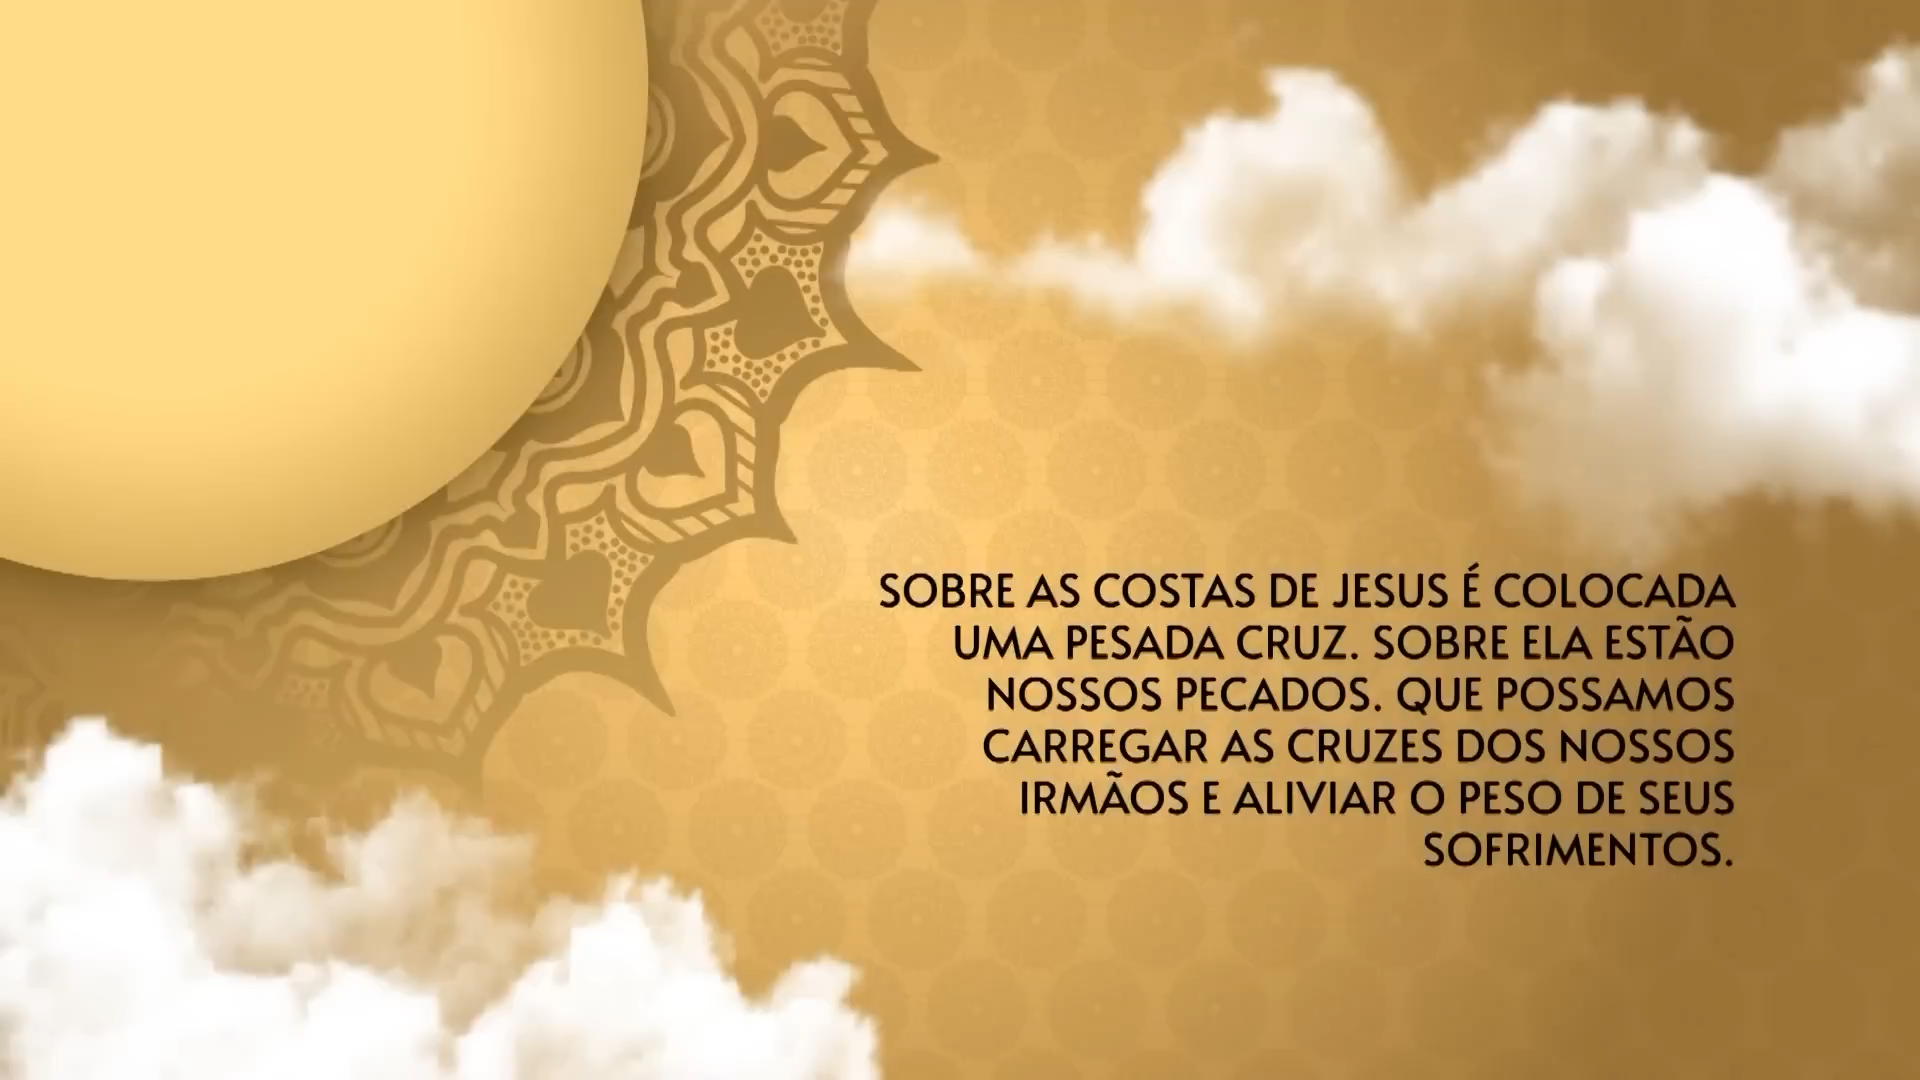 SOBRE AS COSTAS DE JESUS É COLOCADA
UMA PESADA CRUZ. SOBRE ELA ESTÃO
NOSSOS PECADOS. QUE POSSAMOS
CARREGAR AS CRUZES DOS NOSSOS
IRMÃOS E ALIVIAR O PESO DE SEUS
SOFRIMENTOS.